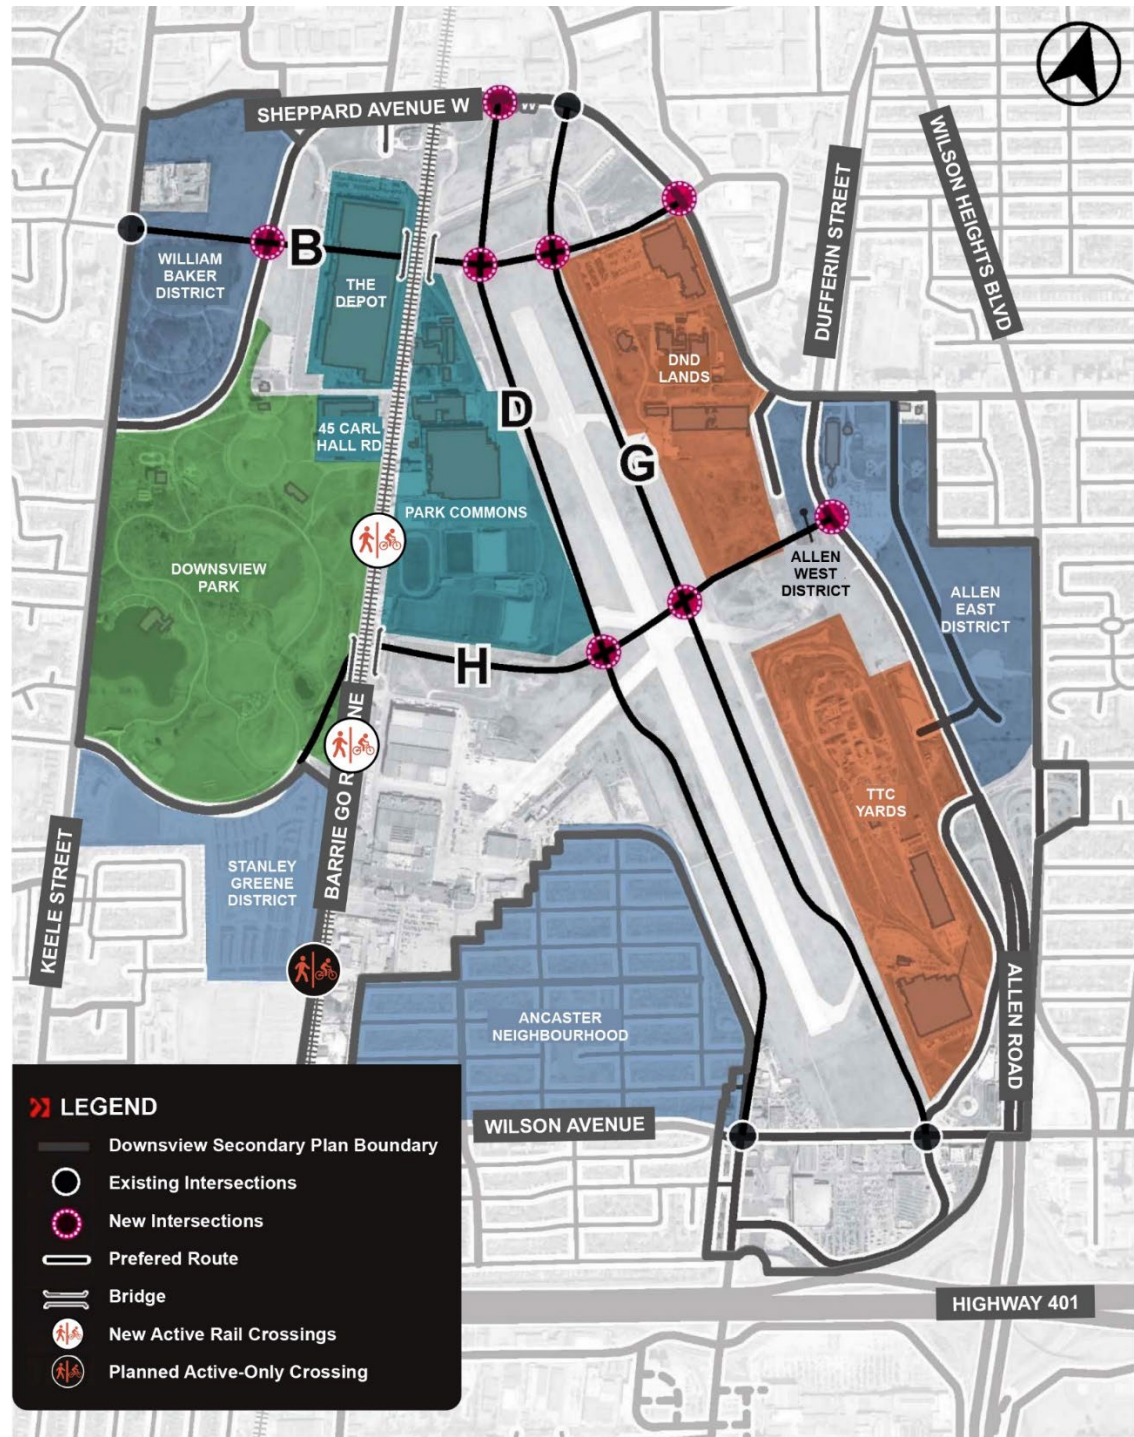 SHEPPARD AVENUE W
WILSON HEIGHTS BLVD
DUFFERIN STREET
B
WILLIAM
BAKER
DISTRICT
THE
DEPOT
DND
LANDS
D
G
45 CARL
HALL RD
PARK COMMONS
DOWNSVIEW
PARK
ALLEN
WEST
DISTRICT
ALLEN
EAST
DISTRICT
H
BARRIE GO R NE
TTC
YARDS
KEELE STREET
STANLEY
GREENE
DISTRICT
ANCASTER
NEIGHBOURHOOD
ALLEN ROAD
WILSON AVENUE
HIGHWAY 401
LEGEND
Downsview Secondary Plan Boundary
Existing Intersections
New Intersections
Prefered Route
Bridge
New Active Rail Crossings
Planned Active-Only Crossing